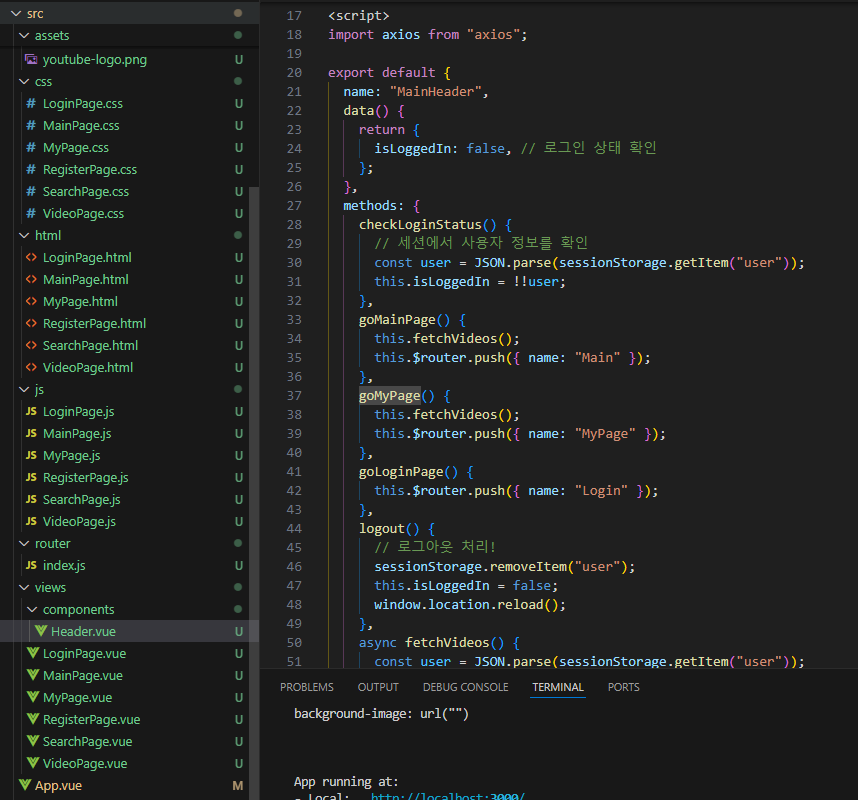 src
assets
youtube-logo.png U
css
# LoginPage.css U
# MainPage.css U
# MyPage.css U
# RegisterPage.css U
# SearchPage.css U
# VideoPage.css U
html
<> LoginPage.html U
<> MainPage.html U
<> MyPage.html U
<> RegisterPage.html U
<> SearchPage.html U
<> VideoPage.html U
js
JS LoginPage.js U
JS MainPage.js U
JS MyPage.js U
JS RegisterPage.js U
JS SearchPage.js U
JS VideoPage.js U
router
JS index.js U
views
components
Header.vue U
LoginPage.vue U
MainPage.vue U
MyPage.vue U
RegisterPage.vue U
SearchPage.vue U
VideoPage.vue U
App.vue M
17 <script>
18 import axios from "axios";
19
20 export default {
21 name: "MainHeader",
22 data() {
23 return {
24 isLoggedIn: false, // 로그인 상태 확인
25 };
26 },
27 methods: {
28 checkLoginStatus() {
29 // 세션에서 사용자 정보를 확인
30 const user = JSON.parse(sessionStorage.getItem("user"));
31 this.isLoggedIn = !!user;
32 },
33 goMainPage() {
34 this.fetchVideos();
35 this.$router.push({ name: "Main" });
36 },
37 goMyPage() {
38 this.fetchVideos();
39 this.$router.push({ name: "MyPage" });
40 },
41 goLoginPage() {
42 this.$router.push({ name: "Login" });
43 },
44 logout() {
45 // 로그아웃 처리!
46 sessionStorage.removeItem("user");
47 this.isLoggedIn = false;
48 window.location.reload();
49 },
50 async fetchVideos() {
51 const user = JSON.parse(sessionStorage.getItem("user"));
PROBLEMS OUTPUT DEBUG CONSOLE TERMINAL PORTS
background-image: url("")
App running at:
- Local: http://localhost:3000/